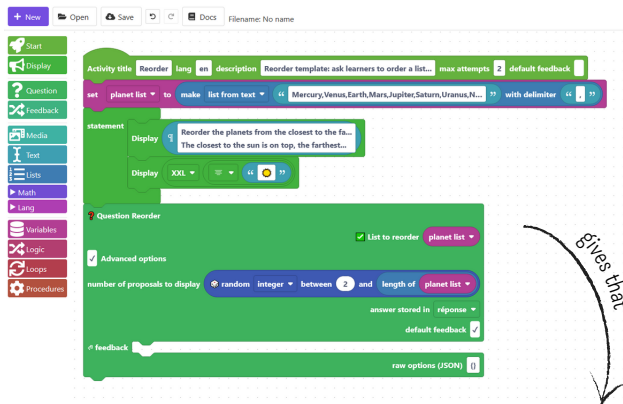 + New Open Save Docs Filename: No name
Start
Display
Question
Feedback
Media
Text
Lists
Math
Lang
Variables
Logic
Loops
Procedures
Activity title Reorder lang en description Reorder template: ask learners to order a list... max attempts 2 default feedback
set planet list ▾ to make list from text ▾ “ Mercury,Venus,Earth,Mars,Jupiter,Saturn,Uranus,N... ” with delimiter “ , ”
statement
Display Reorder the planets from the closest to the fa...
The closest to the sun is on top, the farthest...
Display XXL ▾ “ ”
? Question Reorder
List to reorder planet list ▾
✓ Advanced options
number of proposals to display random integer ▾ between 2 and length of planet list ▾
answer stored in réponse ▾
default feedback ✓
feedback
raw options (JSON) {}
gives that